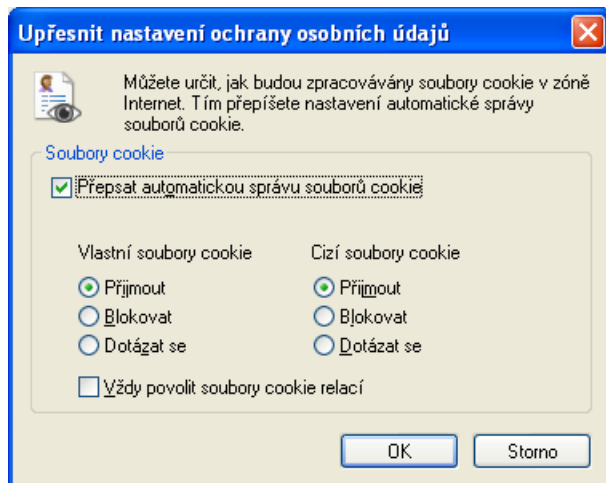 Upřesnit nastavení ochrany osobních údajů
Můžete určit, jak budou zpracovávány soubory cookie v zóně
Internet. Tím přepíšete nastavení automatické správy
souborů cookie.
Soubory cookie
Přepsat automatickou správu souborů cookie
Vlastní soubory cookie
Cizí soubory cookie
Přijmout
Přijmout
Blokovat
Blokovat
Dotázat se
Dotázat se
Vždy povolit soubory cookie relací
OK
Storno